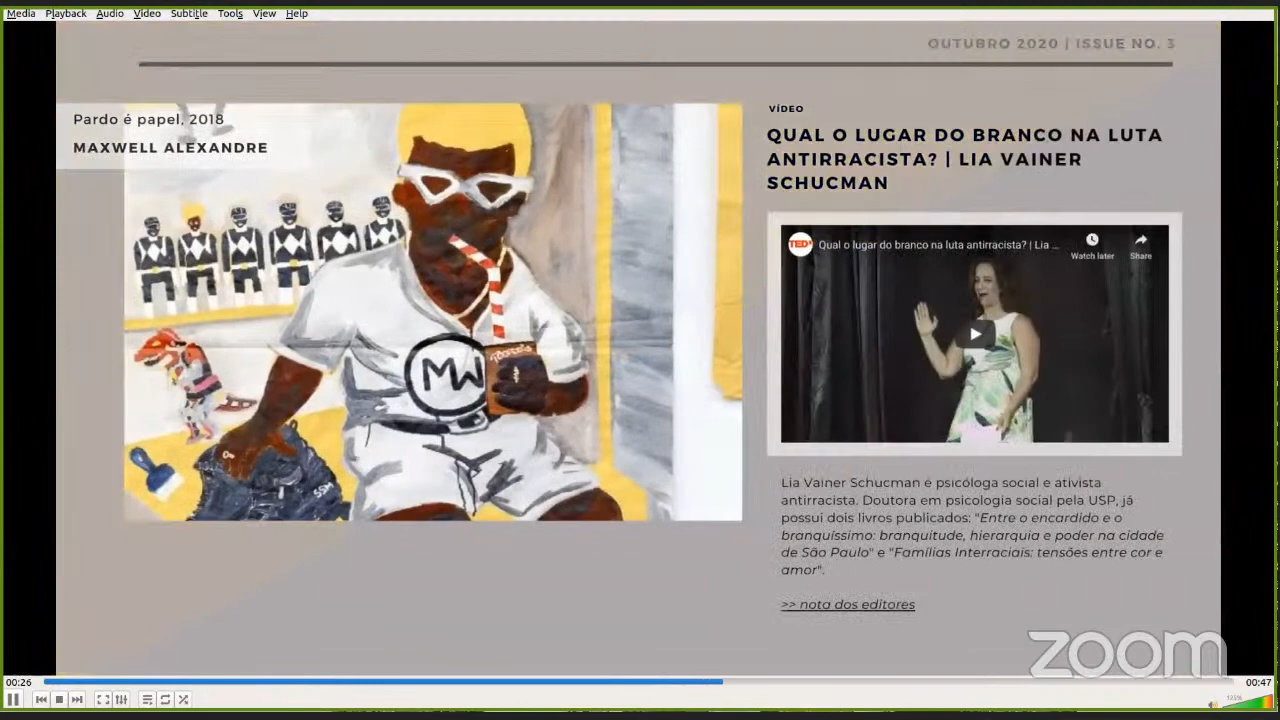 Media Playback Audio Video Subtitle Tools View Help
OUTUBRO 2020 | ISSUE NO. 3
Pardo é papel, 2018
MAXWELL ALEXANDRE
VÍDEO
QUAL O LUGAR DO BRANCO NA LUTA
ANTIRRACISTA? | LIA VAINER
SCHUCMAN
TEDx
Qual o lugar do branco na luta antirracista? | Lia ...
Watch later
Share
MW
SSM
Lia Vainer Schucman é psicóloga social e ativista
antirracista. Doutora em psicologia social pela USP, já
possui dois livros publicados: "Entre o encardido e o
branquíssimo: branquitude, hierarquia e poder na cidade
de São Paulo" e "Famílias Interraciais: tensões entre cor e
amor".
>> nota dos editores
zoom
00:26
00:47
125%